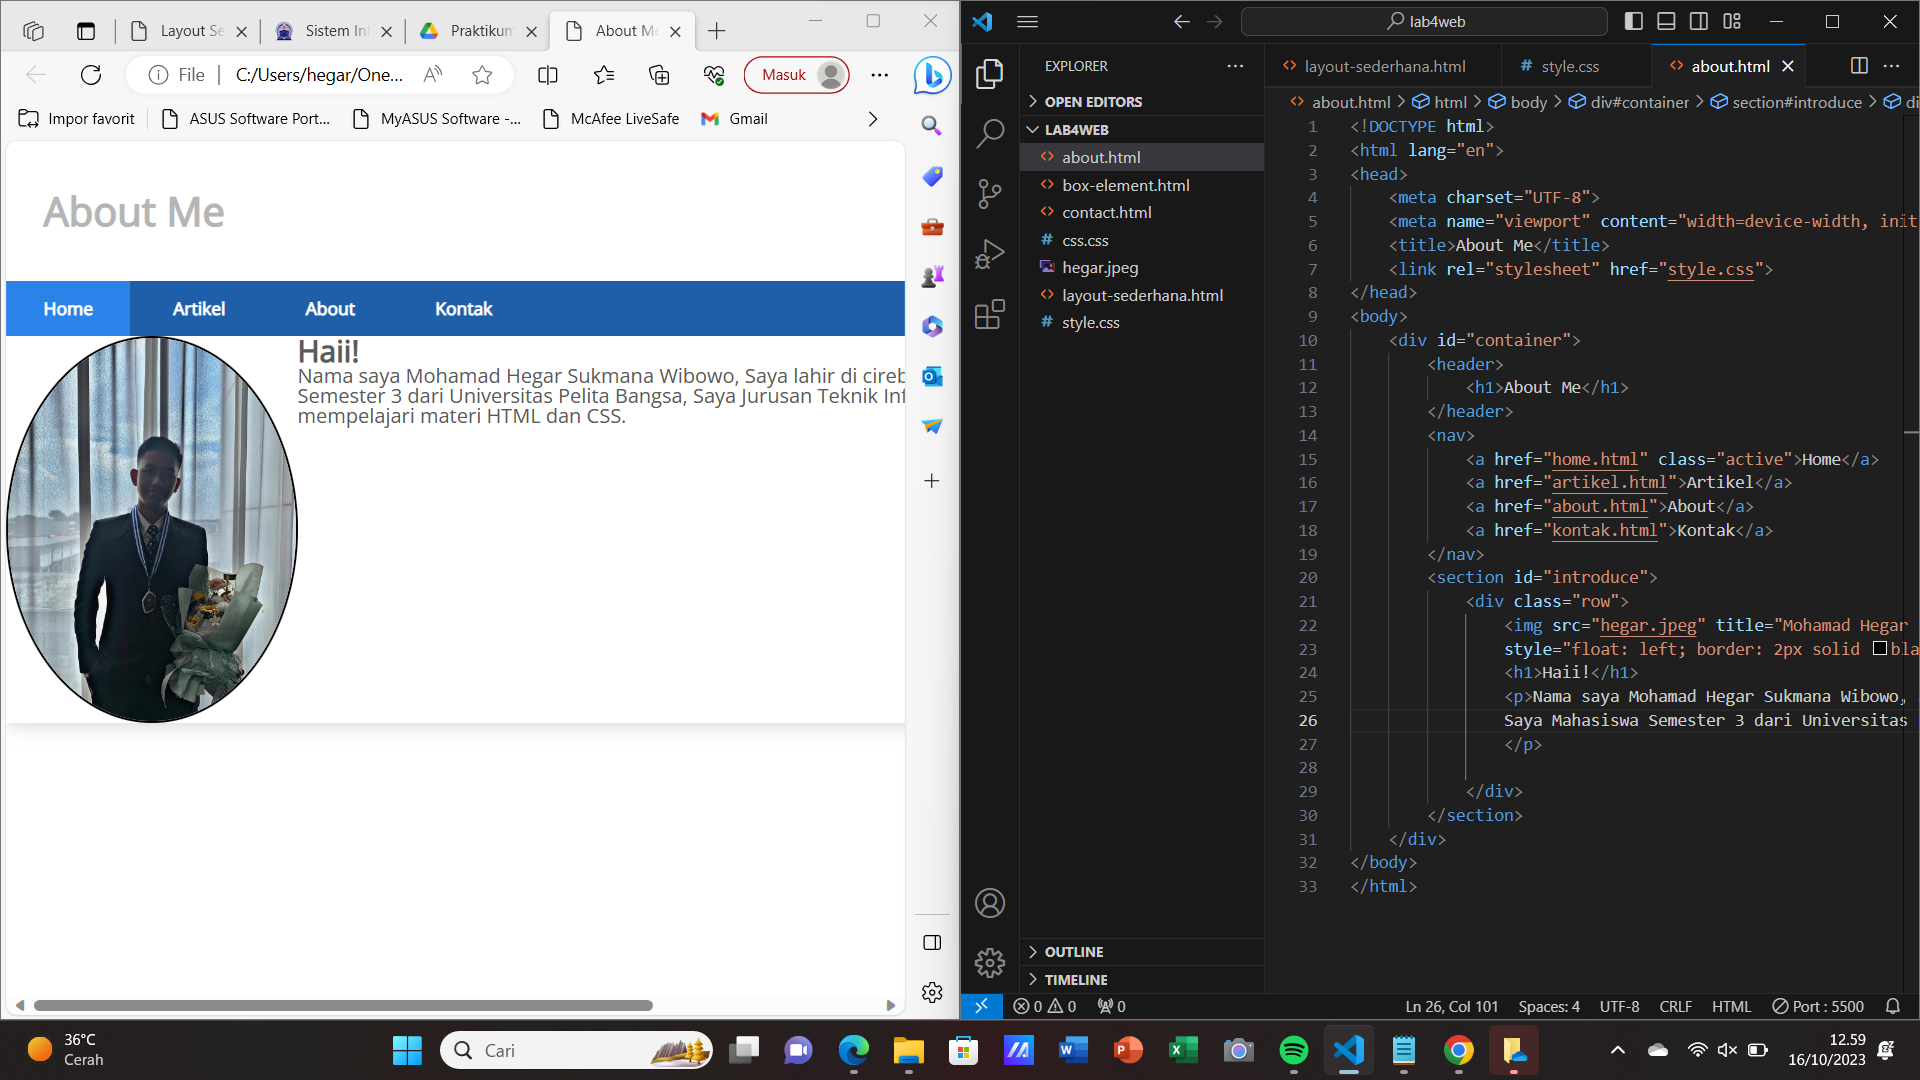 Layout Se
Sistem Inf
Praktikum
About Me
File
C:/Users/hegar/One...
Masuk
Impor favorit
ASUS Software Port...
MyASUS Software -...
McAfee LiveSafe
Gmail
About Me
Home
Artikel
About
Kontak
Haii!
Nama saya Mohamad Hegar Sukmana Wibowo, Saya lahir di cireb
Semester 3 dari Universitas Pelita Bangsa, Saya Jurusan Teknik Inf
mempelajari materi HTML dan CSS.
lab4web
EXPLORER
OPEN EDITORS
LAB4WEB
about.html
box-element.html
contact.html
css.css
hegar.jpeg
layout-sederhana.html
style.css
OUTLINE
TIMELINE
layout-sederhana.html
style.css
about.html
about.html > html > body > div#container > section#introduce > di
1 <!DOCTYPE html>
2 <html lang="en">
3 <head>
4 <meta charset="UTF-8">
5 <meta name="viewport" content="width=device-width, init
6 <title>About Me</title>
7 <link rel="stylesheet" href="style.css">
8 </head>
9 <body>
10 <div id="container">
11 <header>
12 <h1>About Me</h1>
13 </header>
14 <nav>
15 <a href="home.html" class="active">Home</a>
16 <a href="artikel.html">Artikel</a>
17 <a href="about.html">About</a>
18 <a href="kontak.html">Kontak</a>
19 </nav>
20 <section id="introduce">
21 <div class="row">
22 <img src="hegar.jpeg" title="Mohamad Hegar
23 style="float: left; border: 2px solid bla
24 <h1>Haii!</h1>
25 <p>Nama saya Mohamad Hegar Sukmana Wibowo,
26 Saya Mahasiswa Semester 3 dari Universitas
27 </p>
28
29 </div>
30 </section>
31 </div>
32 </body>
33 </html>
0 0 0
Ln 26, Col 101
Spaces: 4
UTF-8
CRLF
HTML
Port : 5500
36°C
Cerah
Cari
12.59
16/10/2023